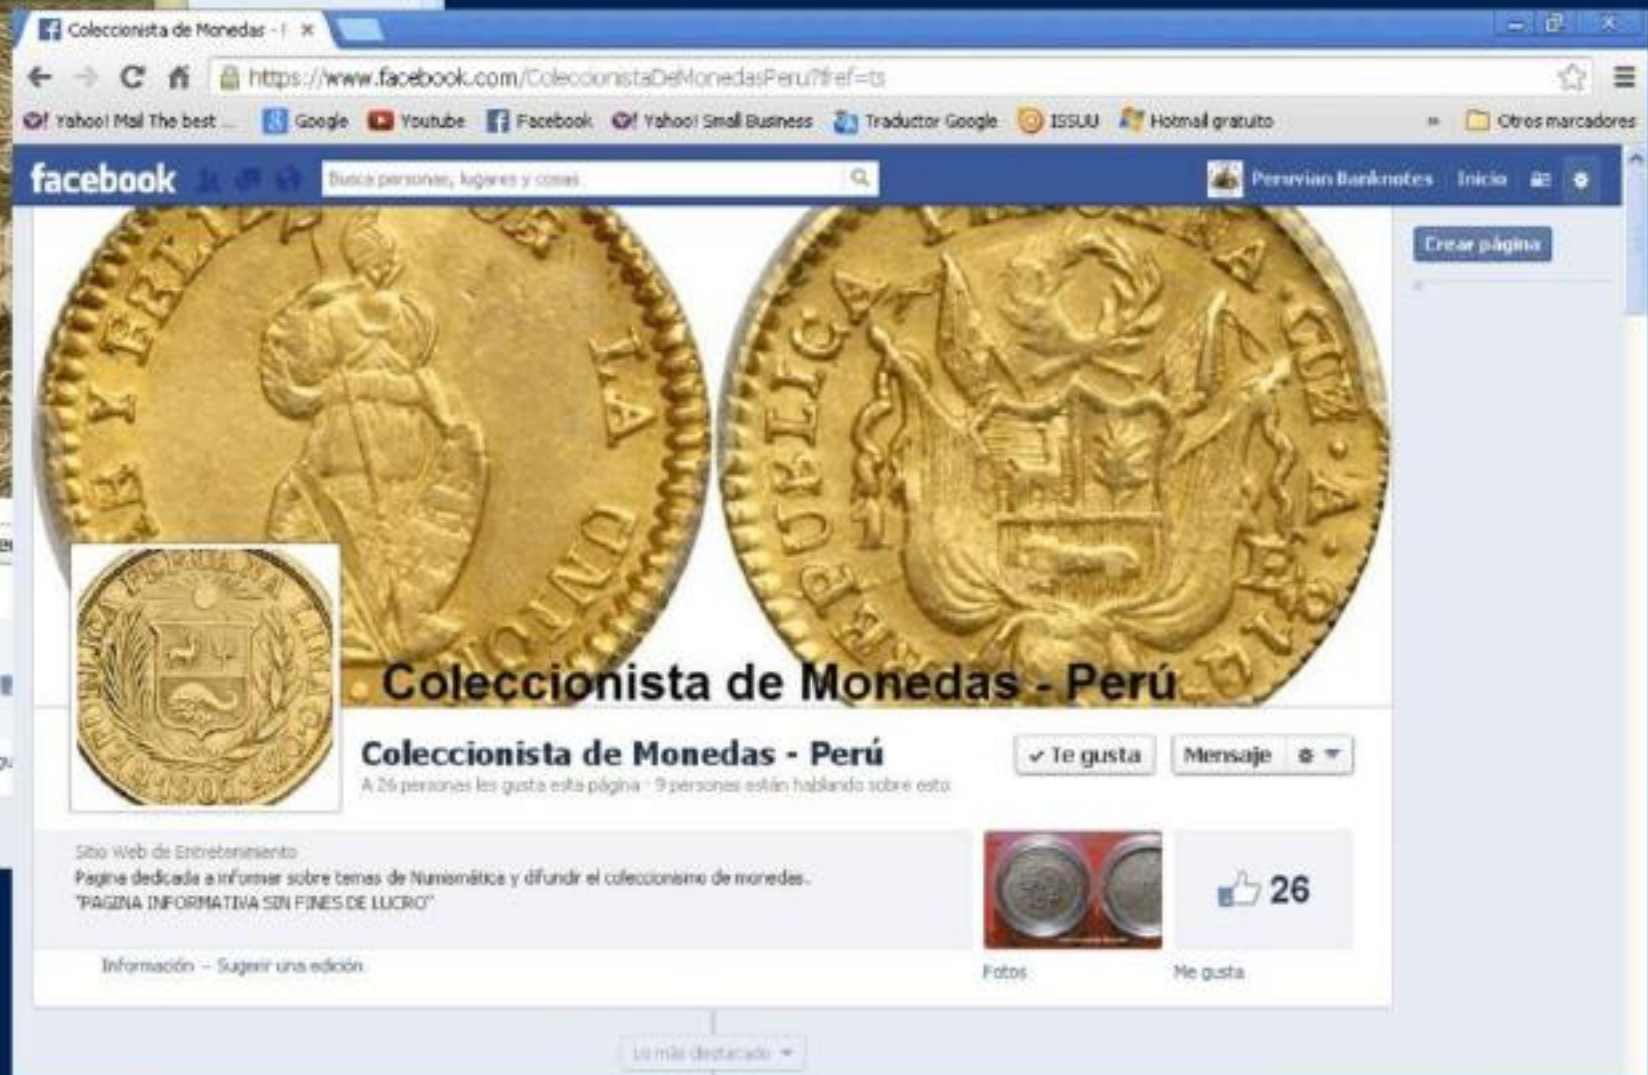 Coleccionista de Monedas - |
https://www.facebook.com/ColeccionistaDeMonedasPeru?fref=ts
Yahoo! Mail The best ... Google Youtube Facebook Yahoo! Small Business Traductor Google ISSUU Hotmail gratuito » Otros marcadores
facebook Busca personas, lugares y cosas Peruvian Banknotes Inicio
Crear página
Y FELIZ LA UNION
REPUBLICA CUZ · A
REPUBLICA PERUANA LIMA
Coleccionista de Monedas - Perú
Coleccionista de Monedas - Perú
Te gusta Mensaje
A 26 personas les gusta esta página · 9 personas están hablando sobre esto
Sitio Web de Entretenimiento
Pagina dedicada a informar sobre temas de Numismática y difundir el coleccionismo de monedas.
"PAGINA INFORMATIVA SIN FINES DE LUCRO"
26
Información – Sugerir una edición
Fotos Me gusta
Lo más destacado